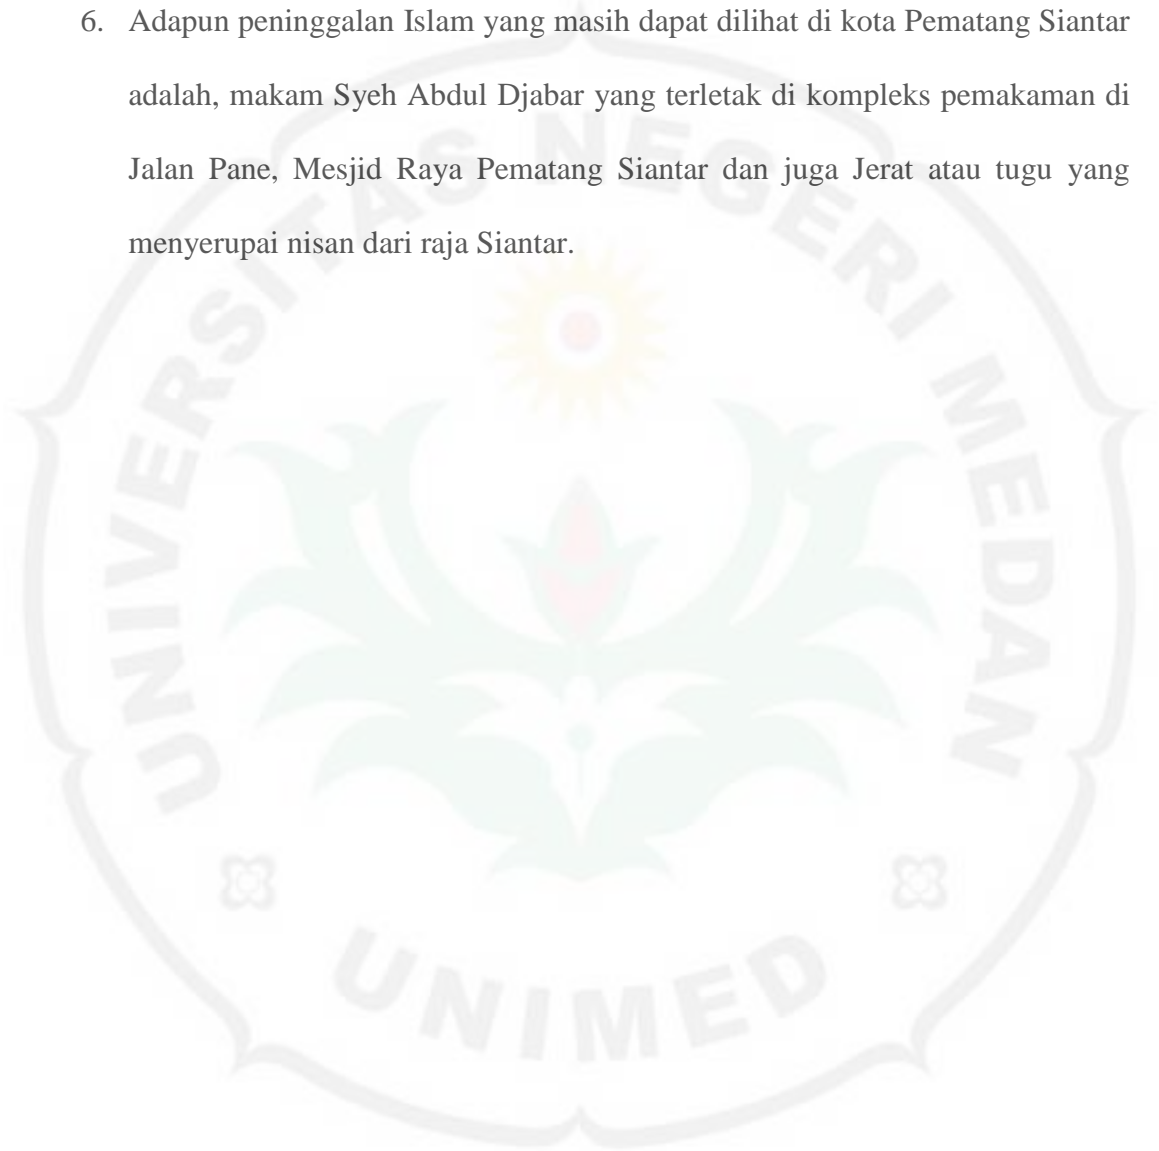 6. Adapun peninggalan Islam yang masih dapat dilihat di kota Pematang Siantar
adalah, makam Syeh Abdul Djabar yang terletak di kompleks pemakaman di
Jalan Pane, Mesjid Raya Pematang Siantar dan juga Jerat atau tugu yang
menyerupai nisan dari raja Siantar.
UNIVERSITAS NEGERI MEDAN
UNIMED